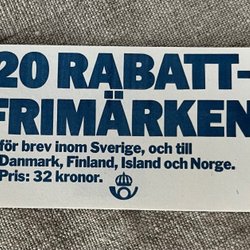 20 RABATT-
FRIMÄRKEN
för brev inom Sverige, och till
Danmark, Finland, Island och Norge.
Pris: 32 kronor.